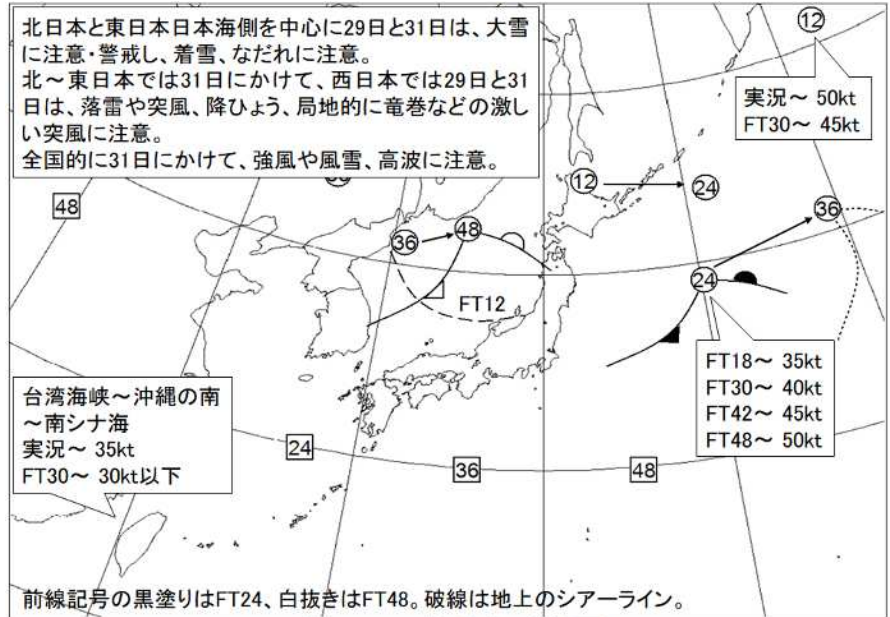 北日本と東日本日本海側を中心に29日と31日は、大雪
に注意・警戒し、着雪、なだれに注意。
北～東日本では31日にかけて、西日本では29日と31
日は、落雷や突風、降ひょう、局地的に竜巻などの激し
い突風に注意。
全国的に31日にかけて、強風や風雪、高波に注意。
12
実況～ 50kt
FT30～ 45kt
48
12
24
36
36
48
24
FT12
FT18～ 35kt
FT30～ 40kt
FT42～ 45kt
FT48～ 50kt
台湾海峡～沖縄の南
～南シナ海
実況～ 35kt
FT30～ 30kt以下
24
36
48
前線記号の黒塗りはFT24、白抜きはFT48。破線は地上のシアーライン。